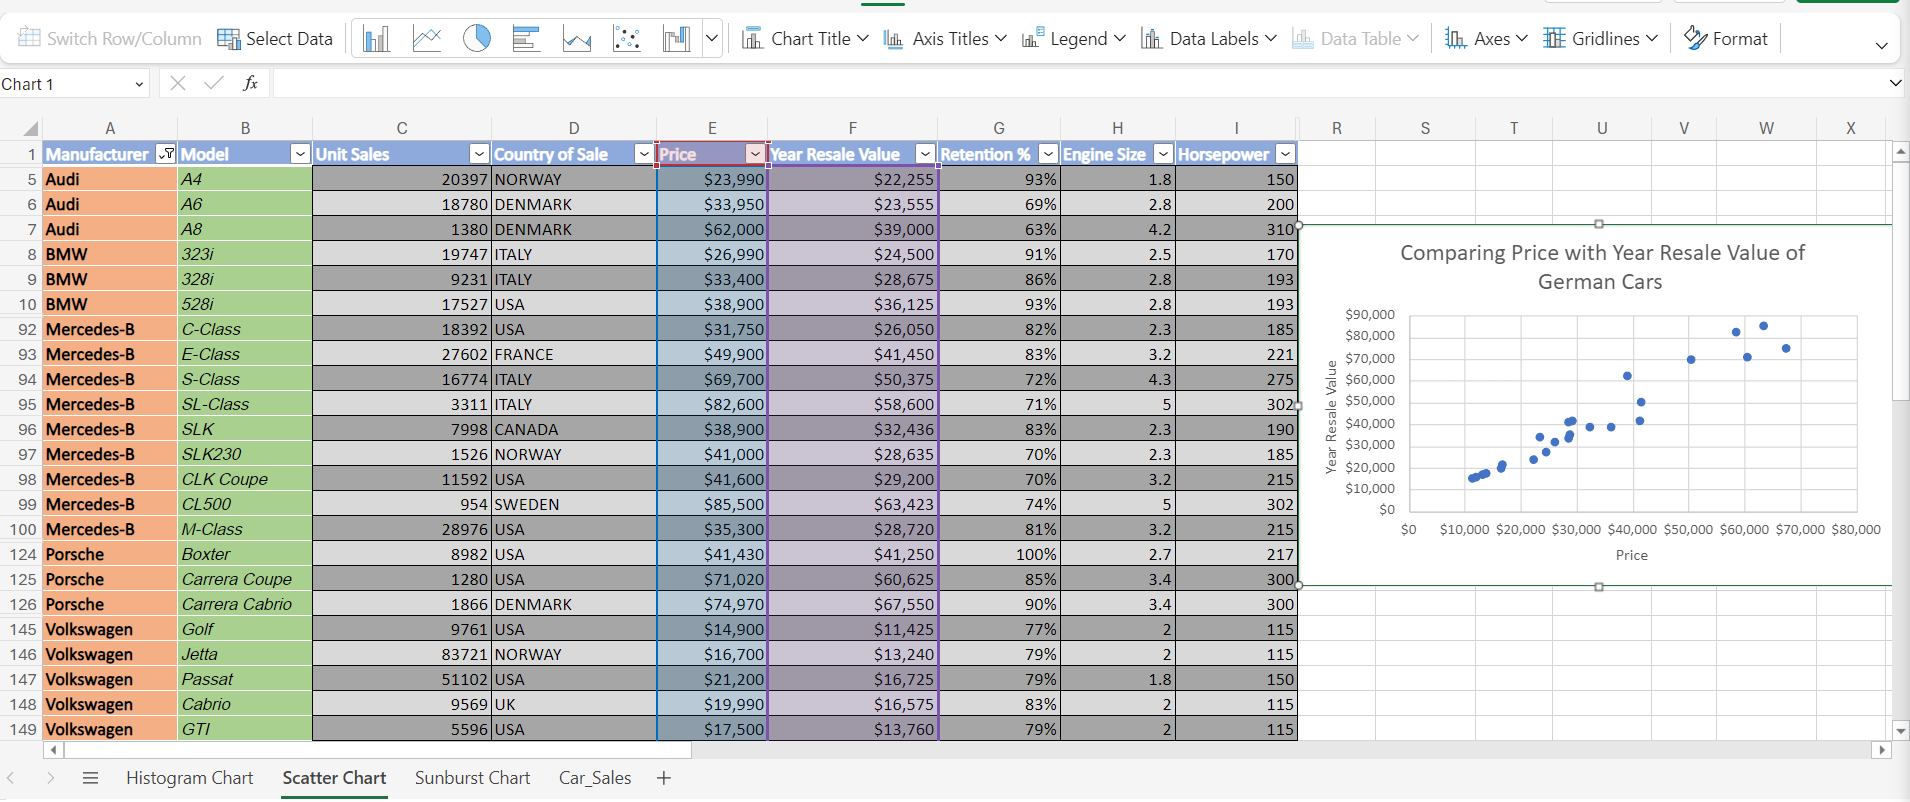 Switch Row/Column Select Data Chart Title Axis Titles Legend Data Labels Data Table Axes Gridlines Format
Chart 1 fx
A B C D E F G H I R S T U V W X
1 Manufacturer Model Unit Sales Country of Sale Price Year Resale Value Retention % Engine Size Horsepower
5 Audi A4 20397 NORWAY $23,990 $22,255 93% 1.8 150
6 Audi A6 18780 DENMARK $33,950 $23,555 69% 2.8 200
7 Audi A8 1380 DENMARK $62,000 $39,000 63% 4.2 310
8 BMW 323i 19747 ITALY $26,990 $24,500 91% 2.5 170
9 BMW 328i 9231 ITALY $33,400 $28,675 86% 2.8 193
10 BMW 528i 17527 USA $38,900 $36,125 93% 2.8 193
92 Mercedes-B C-Class 18392 USA $31,750 $26,050 82% 2.3 185
93 Mercedes-B E-Class 27602 FRANCE $49,900 $41,450 83% 3.2 221
94 Mercedes-B S-Class 16774 ITALY $69,700 $50,375 72% 4.3 275
95 Mercedes-B SL-Class 3311 ITALY $82,600 $58,600 71% 5 302
96 Mercedes-B SLK 7998 CANADA $38,900 $32,436 83% 2.3 190
97 Mercedes-B SLK230 1526 NORWAY $41,000 $28,635 70% 2.3 185
98 Mercedes-B CLK Coupe 11592 USA $41,600 $29,200 70% 3.2 215
99 Mercedes-B CL500 954 SWEDEN $85,500 $63,423 74% 5 302
100 Mercedes-B M-Class 28976 USA $35,300 $28,720 81% 3.2 215
124 Porsche Boxter 8982 USA $41,430 $41,250 100% 2.7 217
125 Porsche Carrera Coupe 1280 USA $71,020 $60,625 85% 3.4 300
126 Porsche Carrera Cabrio 1866 DENMARK $74,970 $67,550 90% 3.4 300
145 Volkswagen Golf 9761 USA $14,900 $11,425 77% 2 115
146 Volkswagen Jetta 83721 NORWAY $16,700 $13,240 79% 2 115
147 Volkswagen Passat 51102 USA $21,200 $16,725 79% 1.8 150
148 Volkswagen Cabrio 9569 UK $19,990 $16,575 83% 2 115
149 Volkswagen GTI 5596 USA $17,500 $13,760 79% 2 115
Comparing Price with Year Resale Value of
German Cars
Year Resale Value
$90,000
$80,000
$70,000
$60,000
$50,000
$40,000
$30,000
$20,000
$10,000
$0
$0 $10,000 $20,000 $30,000 $40,000 $50,000 $60,000 $70,000 $80,000
Price
Histogram Chart Scatter Chart Sunburst Chart Car_Sales +